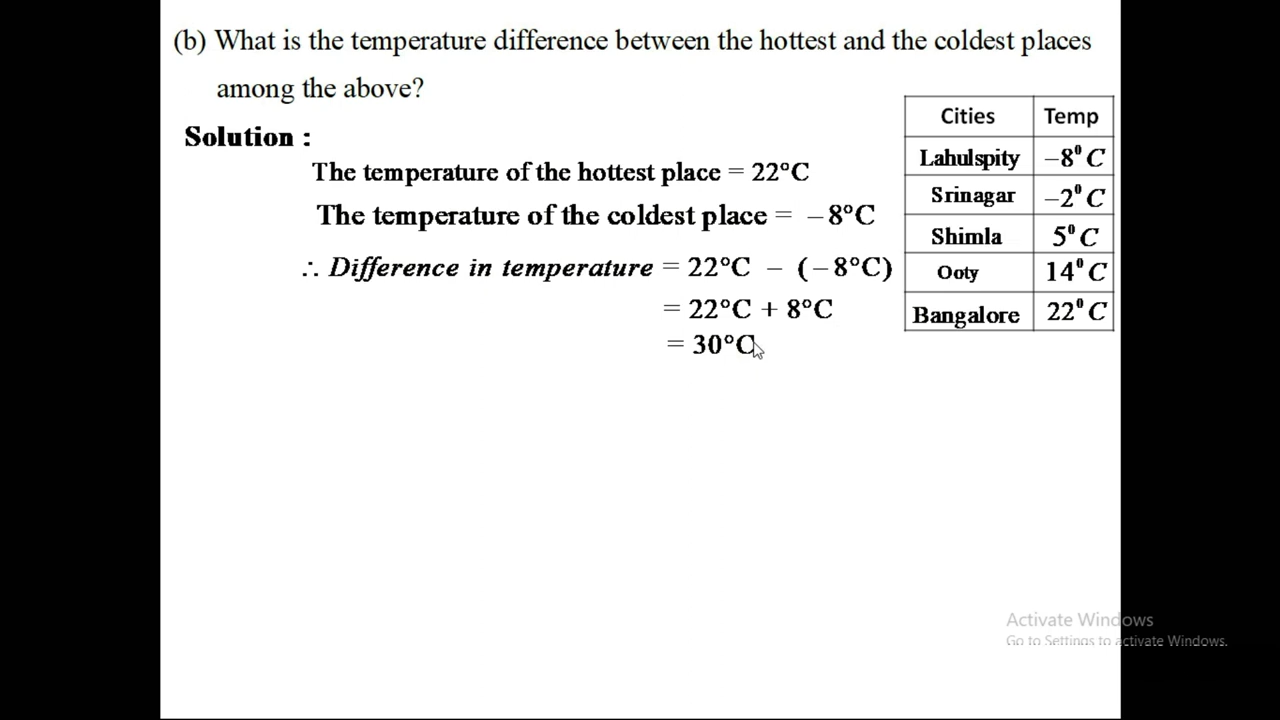 (b) What is the temperature difference between the hottest and the coldest places
among the above?
Solution :
The temperature of the hottest place = 22°C
The temperature of the coldest place = –8°C
∴ Difference in temperature = 22°C – (–8°C)
= 22°C + 8°C
= 30°C
Cities Temp
Lahulspity –8⁰ C
Srinagar –2⁰ C
Shimla 5⁰ C
Ooty 14⁰ C
Bangalore 22⁰ C
Activate Windows
Go to Settings to activate Windows.